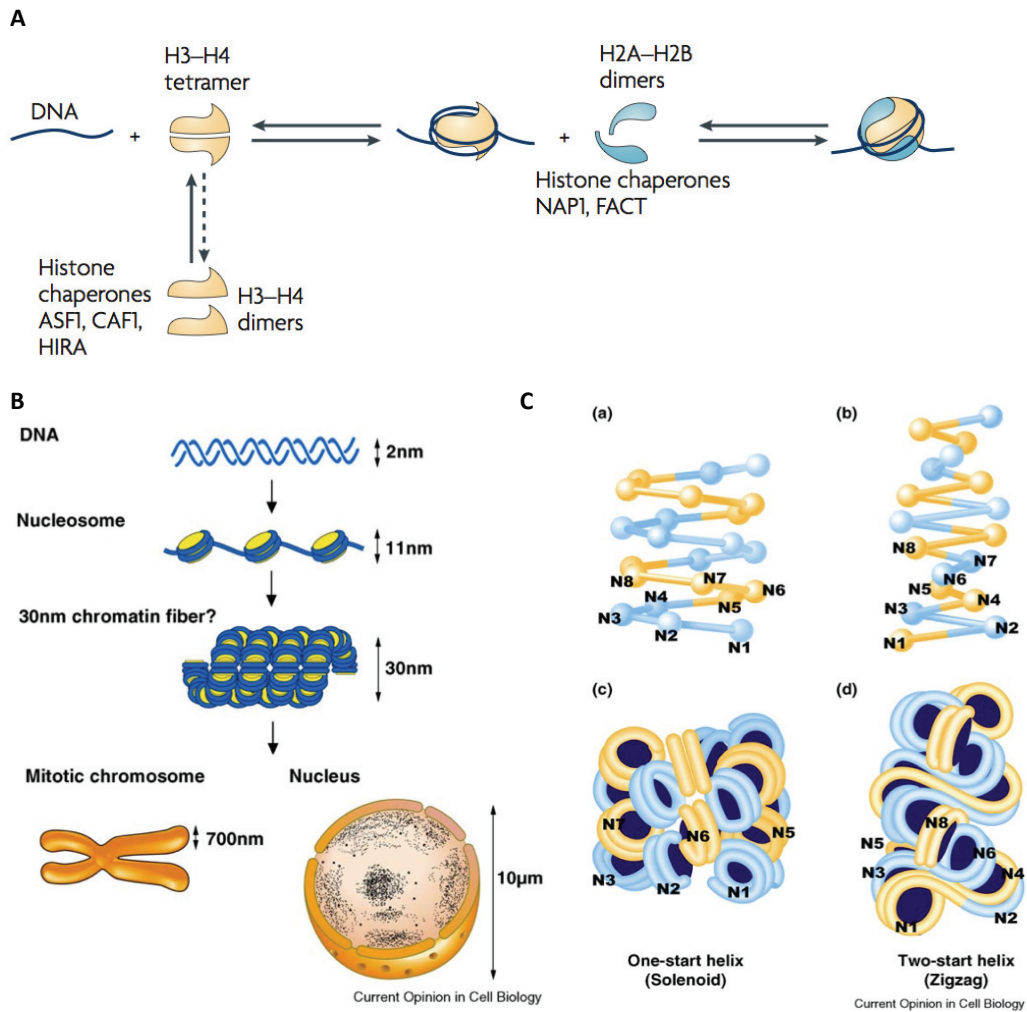 A
H3–H4
tetramer
H2A–H2B
dimers
DNA
+
+
Histone chaperones
NAP1, FACT
Histone
chaperones
ASF1, CAF1,
HIRA
H3–H4
dimers
B
DNA
2nm
Nucleosome
11nm
30nm chromatin fiber?
30nm
Mitotic chromosome
Nucleus
700nm
10µm
Current Opinion in Cell Biology
C
(a)
N8
N7
N6
N4
N5
N3
N2
N1
(b)
N8
N7
N6
N5
N4
N3
N2
N1
(c)
N7
N6
N5
N3
N2
N1
(d)
N8
N5
N6
N3
N4
N1
N2
One-start helix
(Solenoid)
Two-start helix
(Zigzag)
Current Opinion in Cell Biology